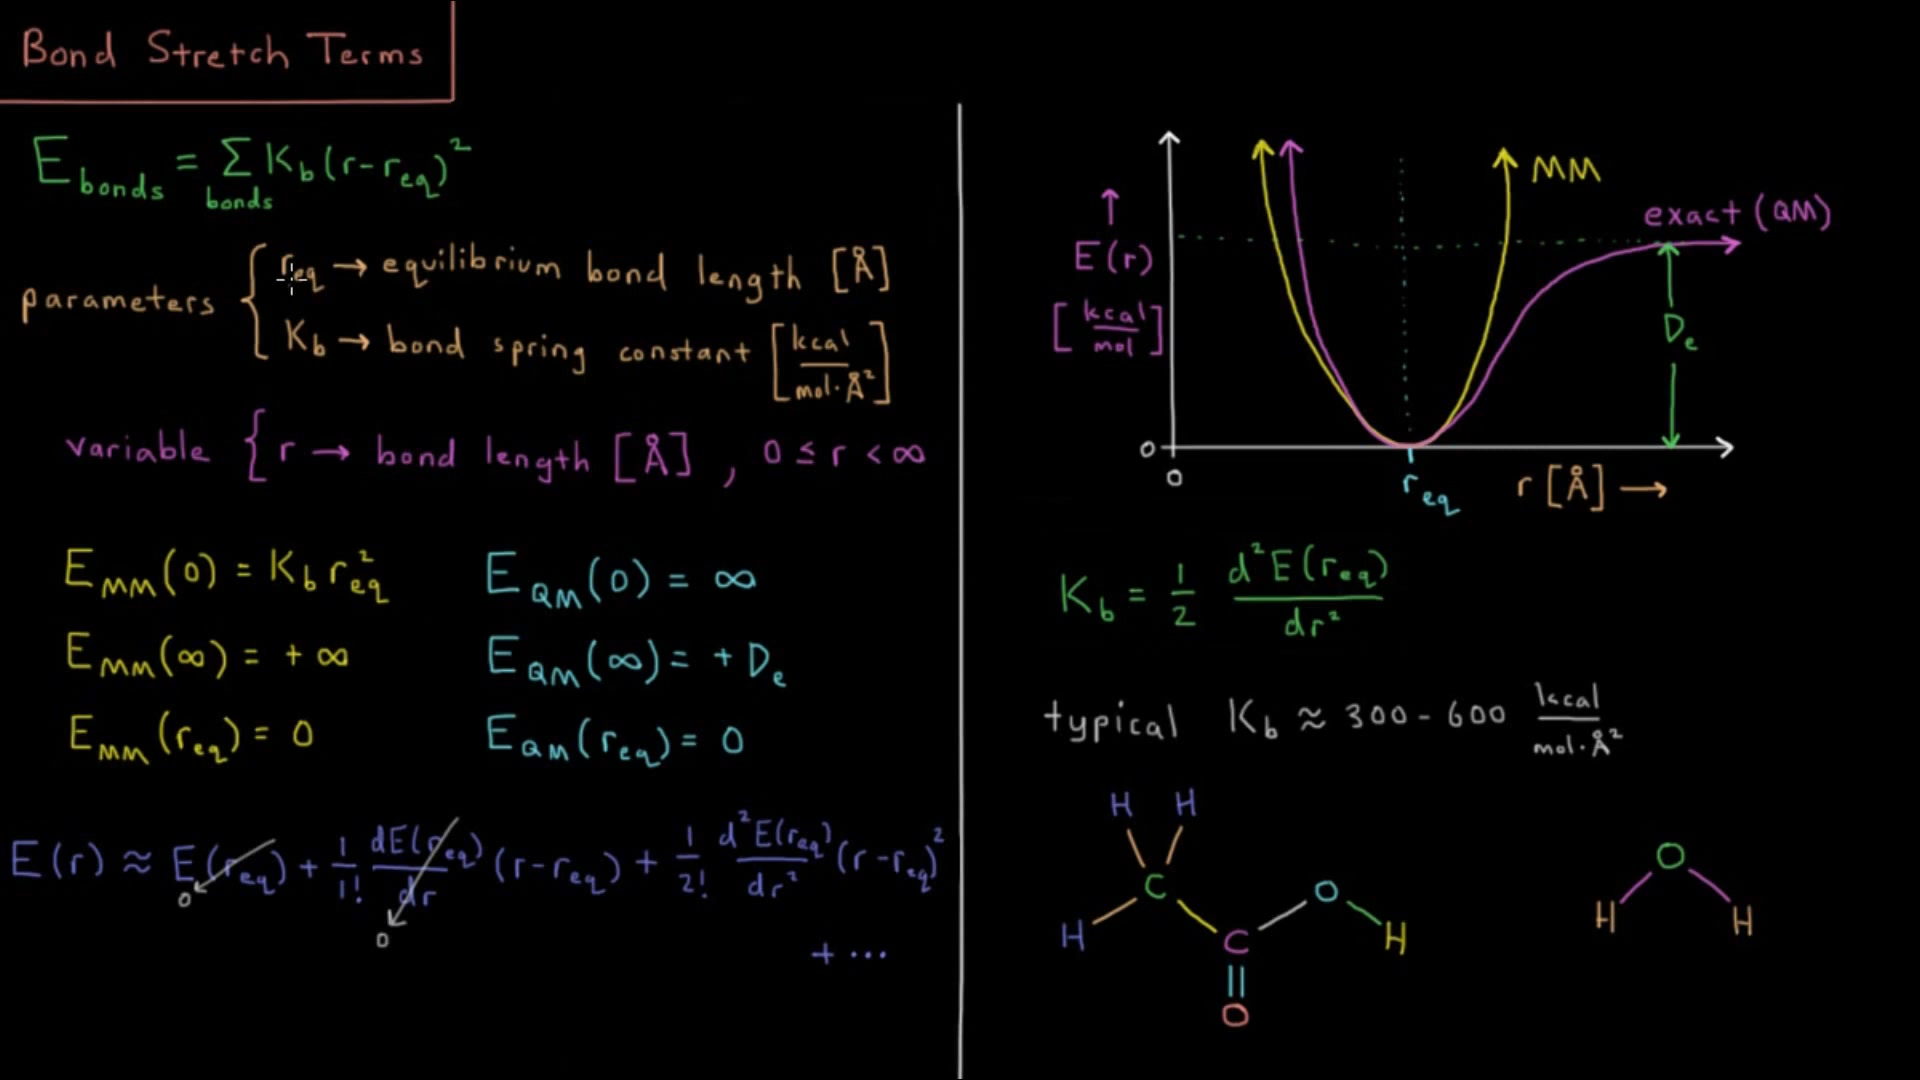 Bond Stretch Terms
E_bonds = Σ_bonds K_b (r - r_eq)²
parameters { r_eq → equilibrium bond length [Å]
K_b → bond spring constant [kcal / mol·Å²]
variable { r → bond length [Å] , 0 ≤ r < ∞
E_MM(0) = K_b r_eq²
E_QM(0) = ∞
E_MM(∞) = + ∞
E_QM(∞) = + D_e
E_MM(r_eq) = 0
E_QM(r_eq) = 0
E(r) ≈ E(r_eq) + 1/1! dE(r_eq)/dr (r - r_eq) + 1/2! d²E(r_eq)/dr² (r - r_eq)²
0
0
+ ...
MM
exact (QM)
↑
E(r)
[kcal / mol]
D_e
0
0
r_eq
r [Å] →
K_b = 1/2 d²E(r_eq)/dr²
typical K_b ≈ 300 - 600 kcal / mol·Å²
H H
C O
H C H
O
O
H H